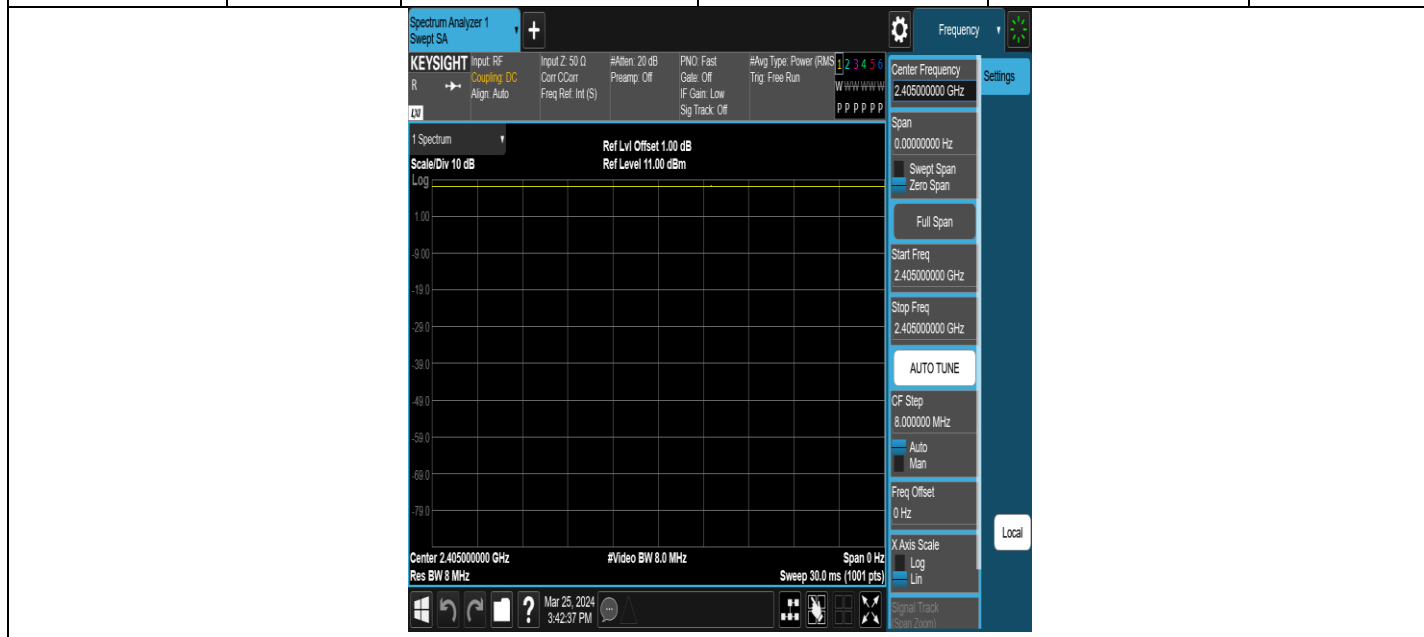 Spectrum Analyzer 1
Swept SA
+
Frequency
KEYSIGHT
R
LXI
Input: RF
Coupling: DC
Align: Auto
Input Z: 50 Ω
Corr CCorr
Freq Ref: Int (S)
#Atten: 20 dB
Preamp: Off
PNO: Fast
Gate: Off
IF Gain: Low
Sig Track: Off
#Avg Type: Power (RMS
Trig: Free Run
1 2 3 4 5 6
W W W W W W
P P P P P P
1 Spectrum
Scale/Div 10 dB
Ref Lvl Offset 1.00 dB
Ref Level 11.00 dBm
Log
1.00
-9.00
-19.0
-29.0
-39.0
-49.0
-59.0
-69.0
-79.0
Center 2.405000000 GHz
#Video BW 8.0 MHz
Span 0 Hz
Res BW 8 MHz
Sweep 30.0 ms (1001 pts)
?
Mar 25, 2024
3:42:37 PM
Center Frequency
2.405000000 GHz
Settings
Span
0.00000000 Hz
Swept Span
Zero Span
Full Span
Start Freq
2.405000000 GHz
Stop Freq
2.405000000 GHz
AUTO TUNE
CF Step
8.000000 MHz
Auto
Man
Freq Offset
0 Hz
X Axis Scale
Log
Lin
Local
Signal Track
(Span Zoom)